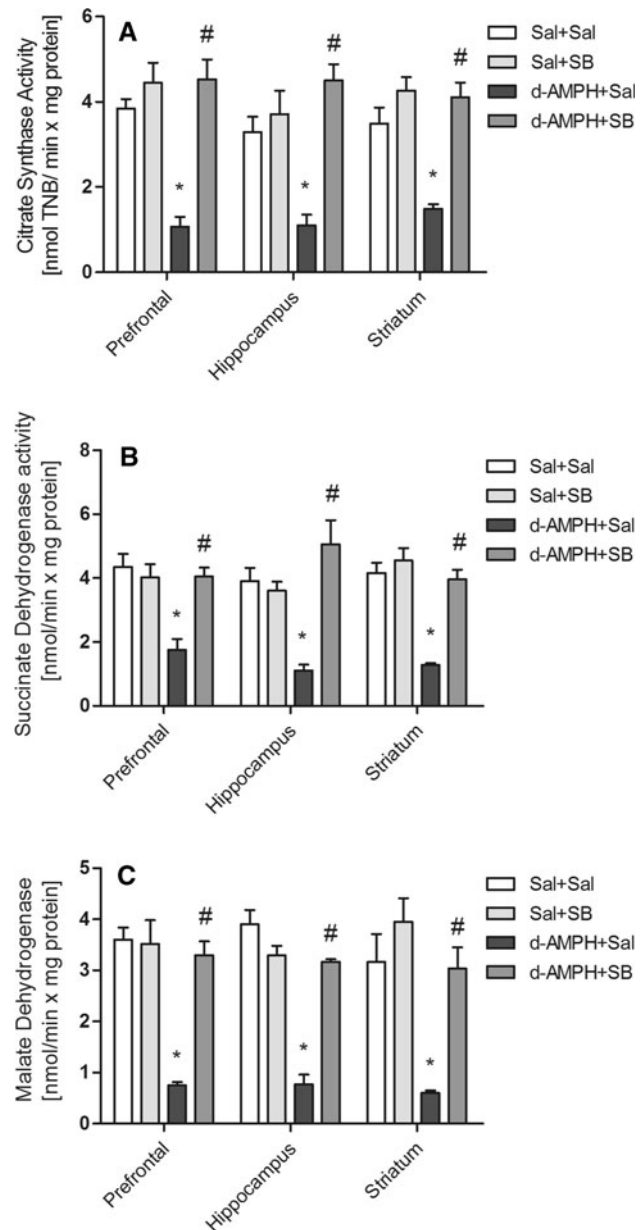 A
Citrate Synthase Activity
[nmol TNB/ min x mg protein]
6
4
2
0
#
#
#
*
*
*
Prefrontal
Hippocampus
Striatum
Sal+Sal
Sal+SB
d-AMPH+Sal
d-AMPH+SB
B
Succinate Dehydrogenase activity
[nmol/min x mg protein]
8
6
4
2
0
#
#
#
*
*
*
Prefrontal
Hippocampus
Striatum
Sal+Sal
Sal+SB
d-AMPH+Sal
d-AMPH+SB
C
Malate Dehydrogenase
[nmol/min x mg protein]
5
4
3
2
1
0
#
#
#
*
*
*
Prefrontal
Hippocampus
Striatum
Sal+Sal
Sal+SB
d-AMPH+Sal
d-AMPH+SB